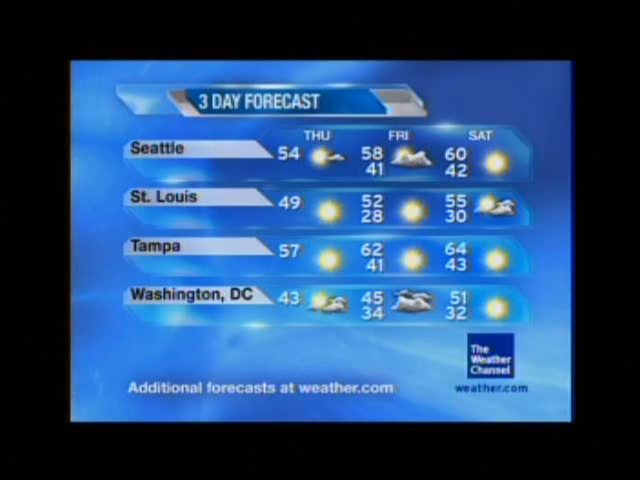 3 DAY FORECAST
THU FRI SAT
Seattle 54 58 41 60 42
St. Louis 49 52 28 55 30
Tampa 57 62 41 64 43
Washington, DC 43 45 34 51 32
The
Weather
Channel
Additional forecasts at weather.com
weather.com